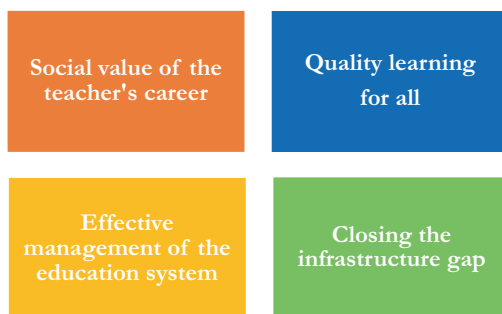 Social value of the
teacher's career
Quality learning
for all
Effective
management of the
education system
Closing the
infrastructure gap